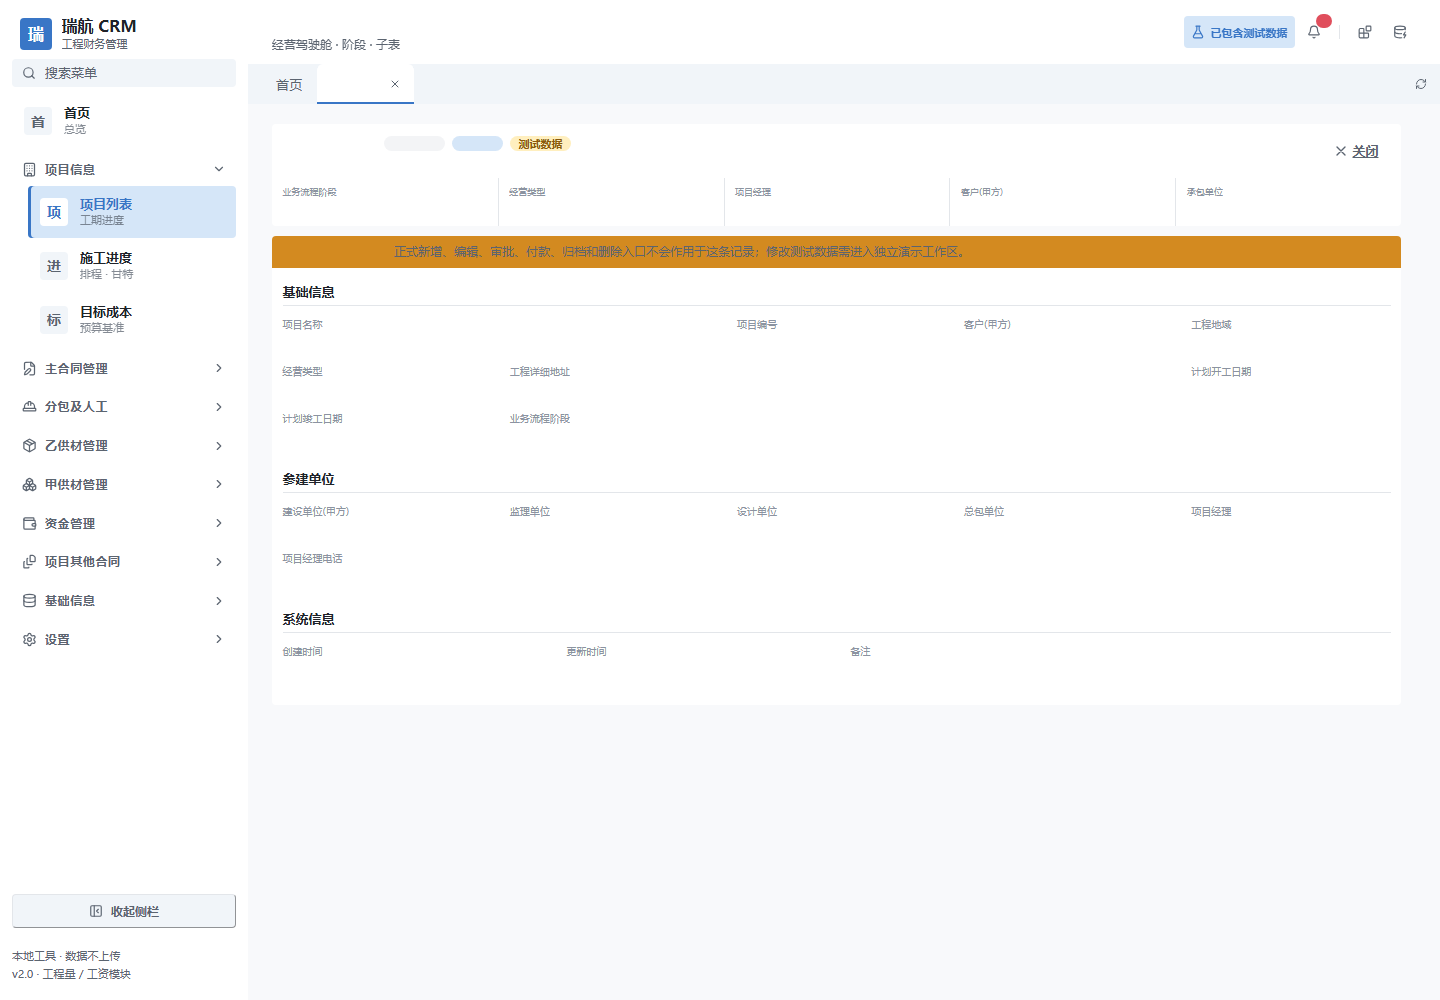 瑞
瑞航 CRM
工程财务管理
搜索菜单
首
首页
总览
项目信息
项
项目列表
工期进度
进
施工进度
排程 · 甘特
标
目标成本
预算基准
主合同管理
分包及人工
乙供材管理
甲供材管理
资金管理
项目其他合同
基础信息
设置
收起侧栏
本地工具 · 数据不上传
v2.0 · 工程量 / 工资模块
经营驾驶舱 · 阶段 · 子表
已包含测试数据
首页
测试数据
关闭
业务流程阶段
经营类型
项目经理
客户(甲方)
承包单位
正式新增、编辑、审批、付款、归档和删除入口不会作用于这条记录；修改测试数据需进入独立演示工作区。
基础信息
项目名称
项目编号
客户(甲方)
工程地域
经营类型
工程详细地址
计划开工日期
计划竣工日期
业务流程阶段
参建单位
建设单位(甲方)
监理单位
设计单位
总包单位
项目经理
项目经理电话
系统信息
创建时间
更新时间
备注